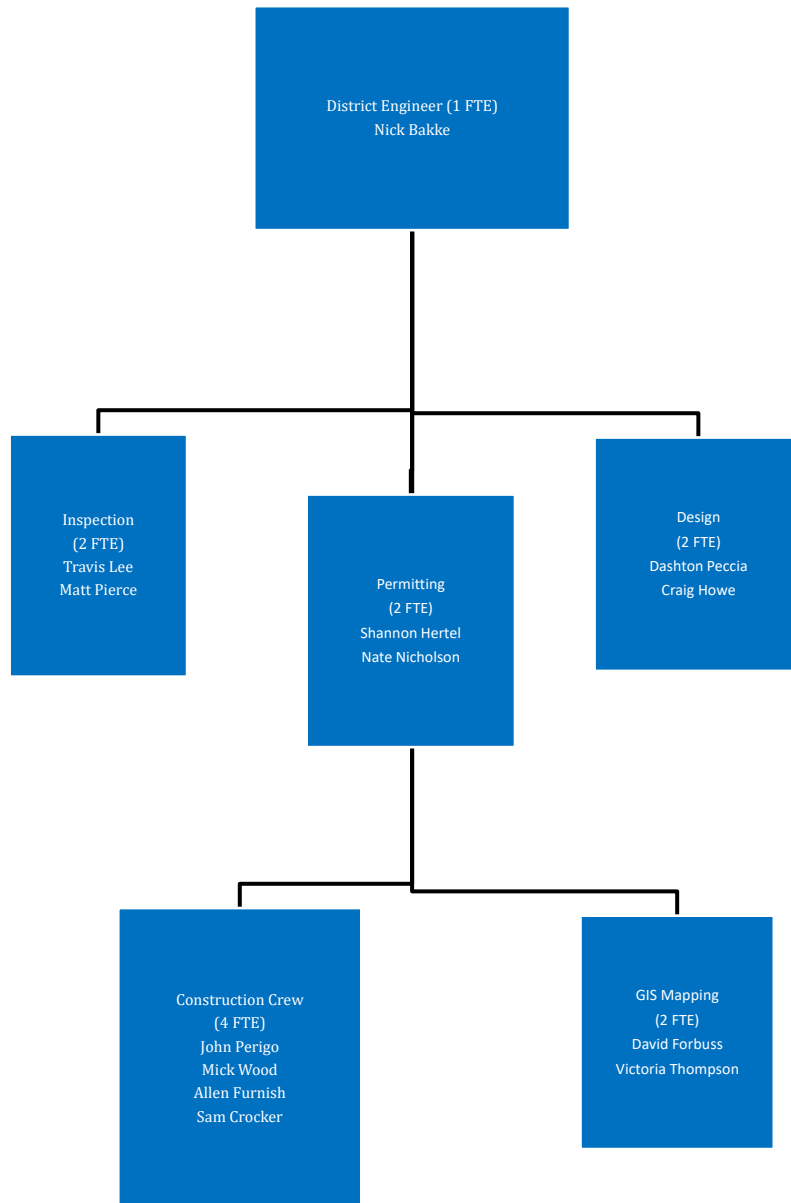 District Engineer (1 FTE)
Nick Bakke
Inspection
(2 FTE)
Travis Lee
Matt Pierce
Permitting
(2 FTE)
Shannon Hertel
Nate Nicholson
Design
(2 FTE)
Dashton Peccia
Craig Howe
Construction Crew
(4 FTE)
John Perigo
Mick Wood
Allen Furnish
Sam Crocker
GIS Mapping
(2 FTE)
David Forbuss
Victoria Thompson